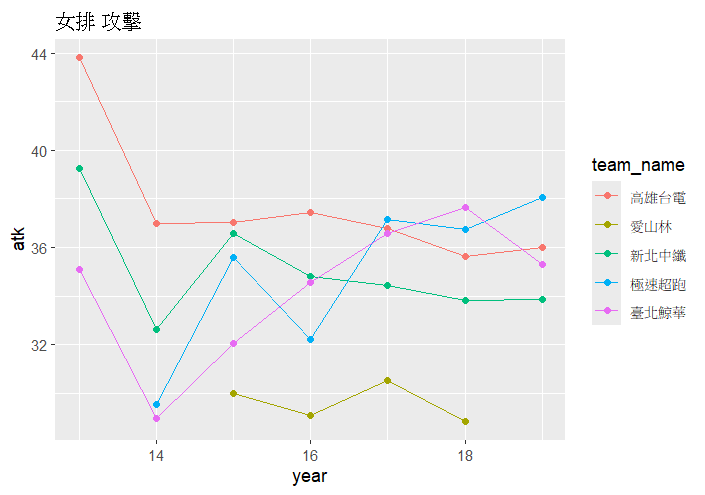 女排 攻擊
44
40
36
32
atk
14
16
18
year
team_name
高雄台電
愛山林
新北中纖
極速超跑
臺北鯨華